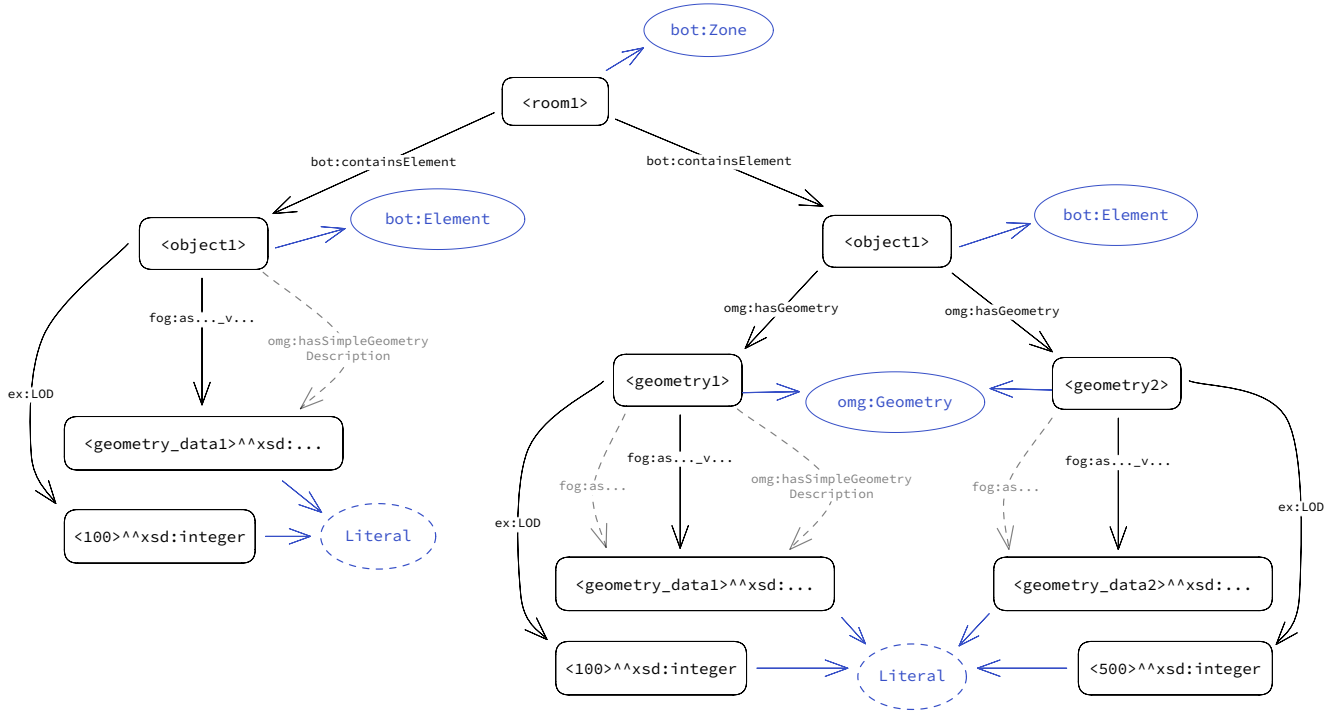 bot:Zone
<room1>
bot:containsElement
bot:containsElement
bot:Element
bot:Element
<object1>
<object1>
fog:as..._v...
omg:hasSimpleGeometry
Description
ex:LOD
<geometry_data1>^^xsd:...
<100>^^xsd:integer
Literal
omg:hasGeometry
omg:hasGeometry
<geometry1>
omg:Geometry
<geometry2>
fog:as..._v...
fog:as...
omg:hasSimpleGeometry
Description
fog:as..._v...
fog:as...
ex:LOD
ex:LOD
<geometry_data1>^^xsd:...
<geometry_data2>^^xsd:...
<100>^^xsd:integer
Literal
<500>^^xsd:integer